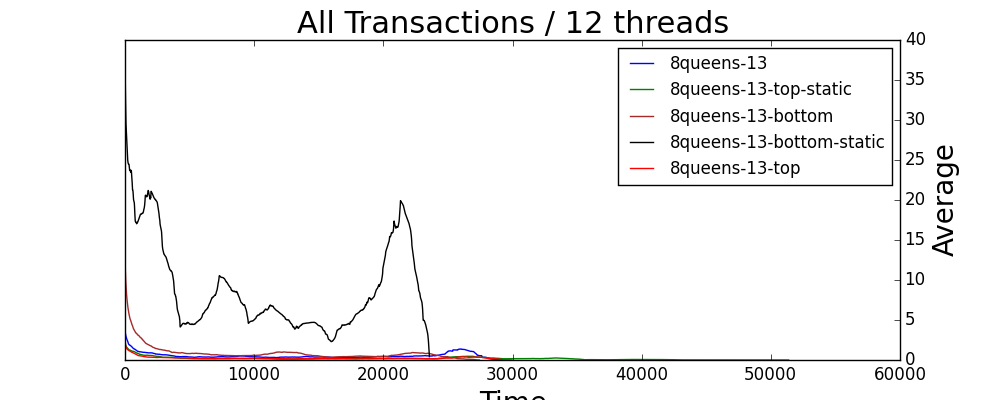 All Transactions / 12 threads
8queens-13
8queens-13-top-static
8queens-13-bottom
8queens-13-bottom-static
8queens-13-top
40
35
30
25
20
15
10
5
0
Average
0 10000 20000 30000 40000 50000 60000
Time